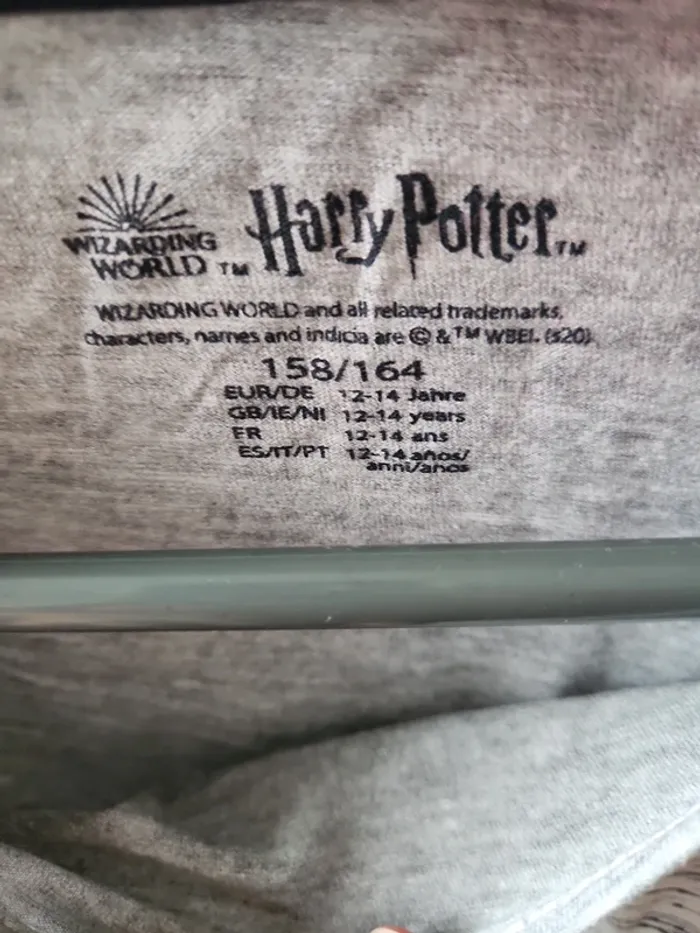 WIZARDING
WORLD TM
Harry Potter TM
WIZARDING WORLD and all related trademarks,
characters, names and indicia are © & TM WBEI. (s20)
158/164
EUR/DE 12-14 Jahre
GB/IE/NI 12-14 years
FR 12-14 ans
ES/IT/PT 12-14 años/
anni/anos